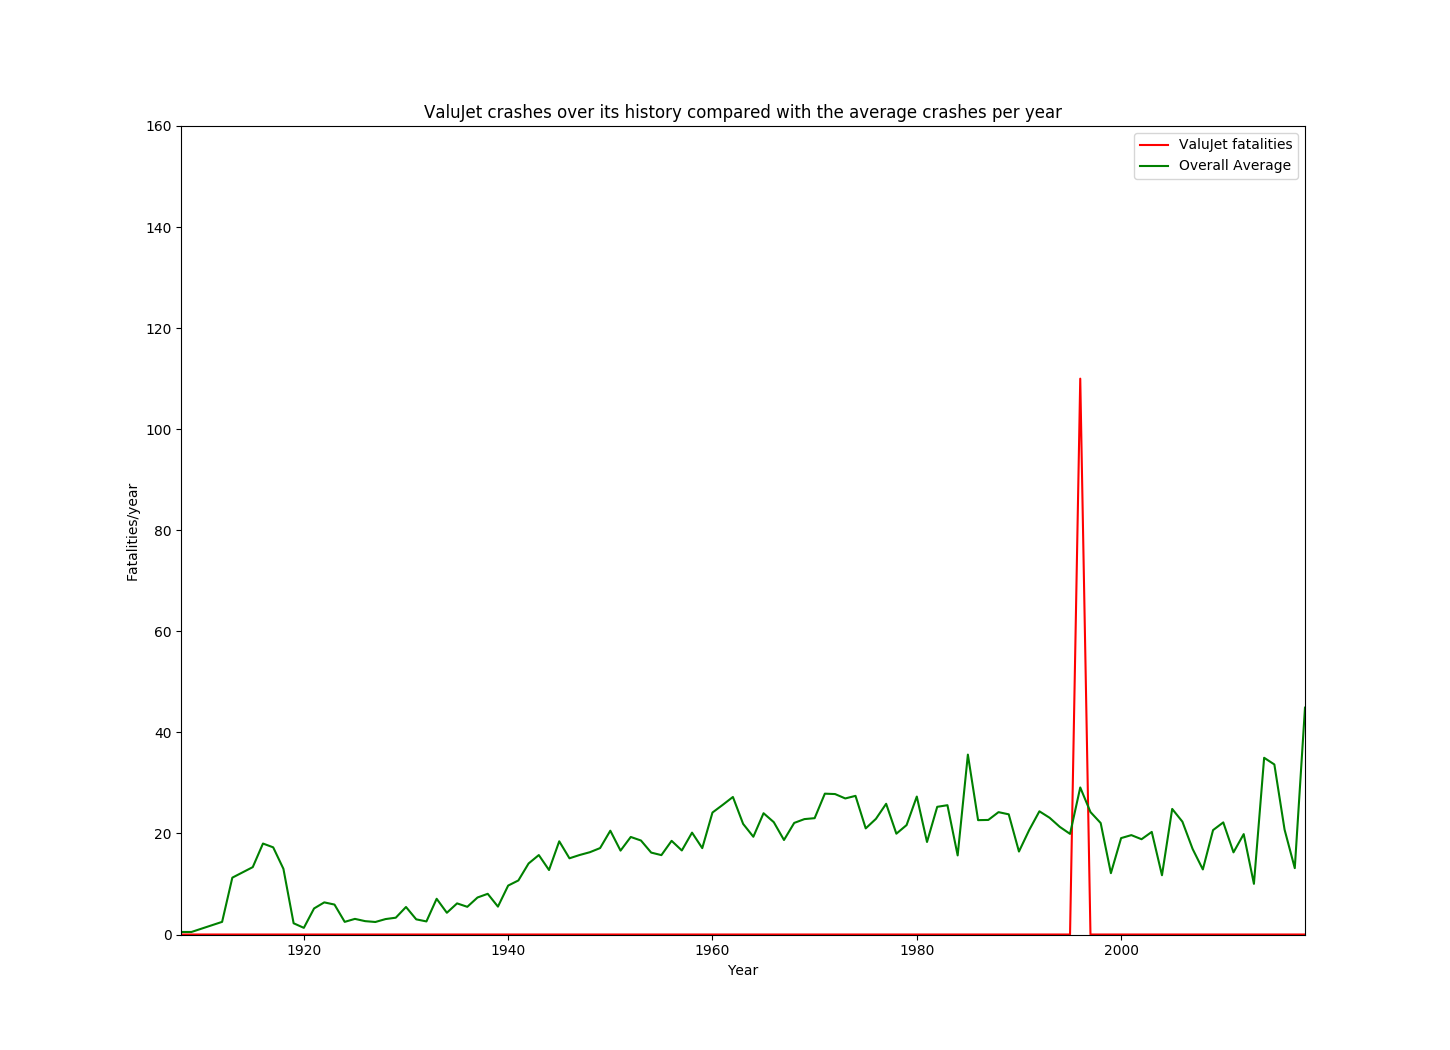 ValuJet crashes over its history compared with the average crashes per year
160
140
120
100
80
60
40
20
0
Fatalities/year
ValuJet fatalities
Overall Average
1920 1940 1960 1980 2000
Year